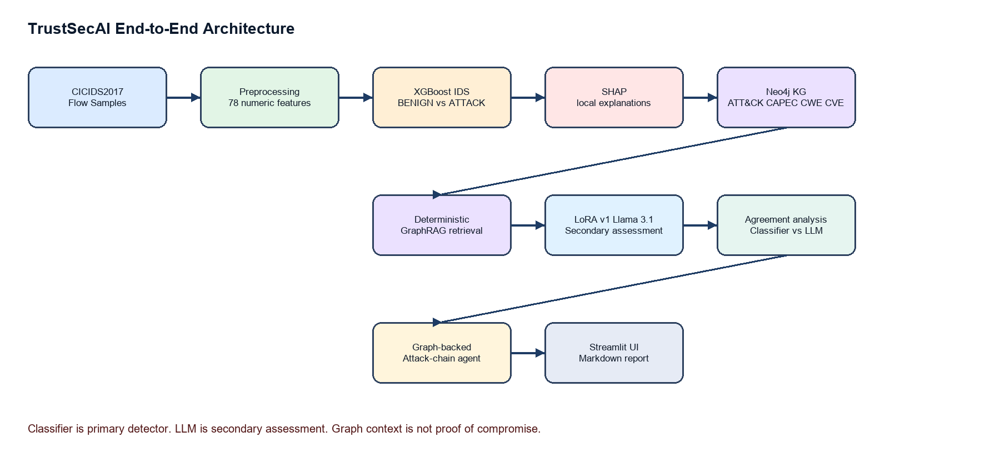 TrustSecAI End-to-End Architecture
CICIDS2017
Flow Samples
Preprocessing
78 numeric features
XGBoost IDS
BENIGN vs ATTACK
SHAP
local explanations
Neo4j KG
ATT&CK CAPEC CWE CVE
Deterministic
GraphRAG retrieval
LoRA v1 Llama 3.1
Secondary assessment
Agreement analysis
Classifier vs LLM
Graph-backed
Attack-chain agent
Streamlit UI
Markdown report
Classifier is primary detector. LLM is secondary assessment. Graph context is not proof of compromise.